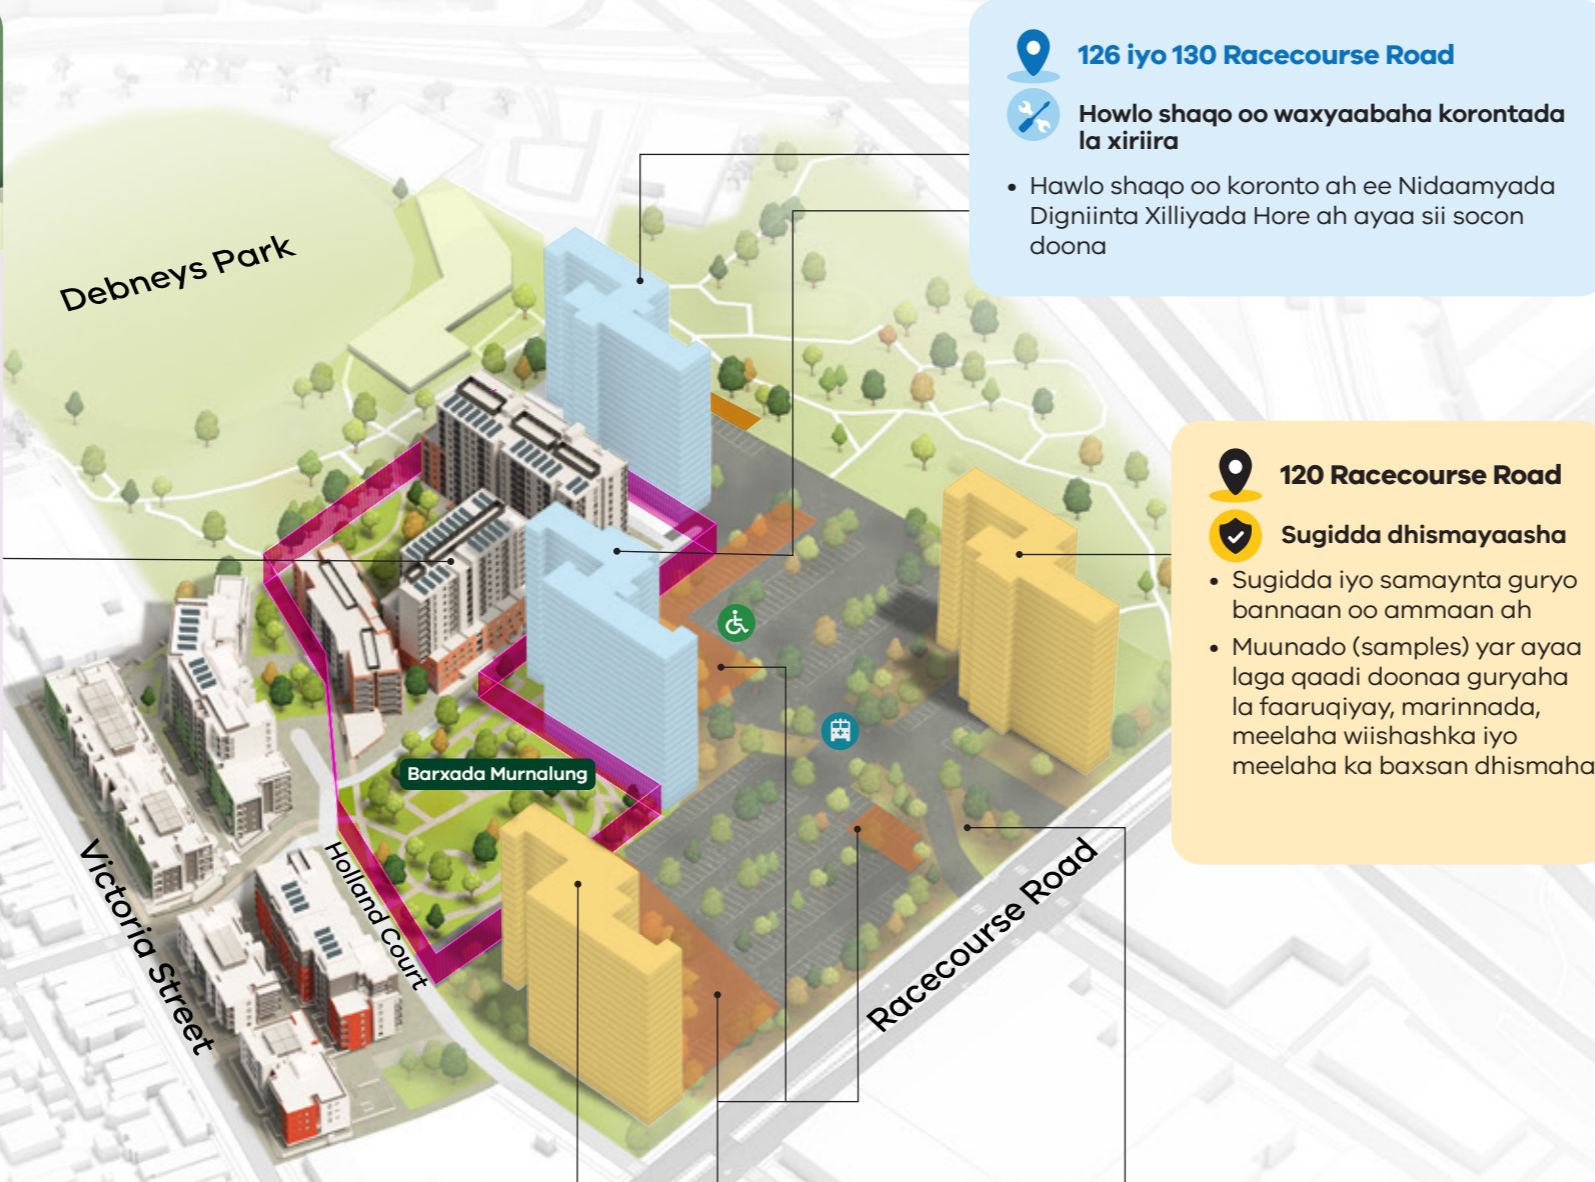 126 iyo 130 Racecourse Road
Howlo shaqo oo waxyaabaha korontada
la xiriira
• Hawlo shaqo oo koronto ah ee Nidaamyada
Digniinta Xilliyada Hore ah ayaa sii socon
doona
Debneys Park
120 Racecourse Road
Sugidda dhismayaasha
• Sugidda iyo samaynta guryo
bannaan oo ammaan ah
• Muunado (samples) yar ayaa
laga qaadi doonaa guryaha
la faaruqiyay, marinnada,
meelaha wiishashka iyo
meelaha ka baxsan dhismaha
Barxada Murnalung
Victoria Street
Holland Court
Racecourse Road